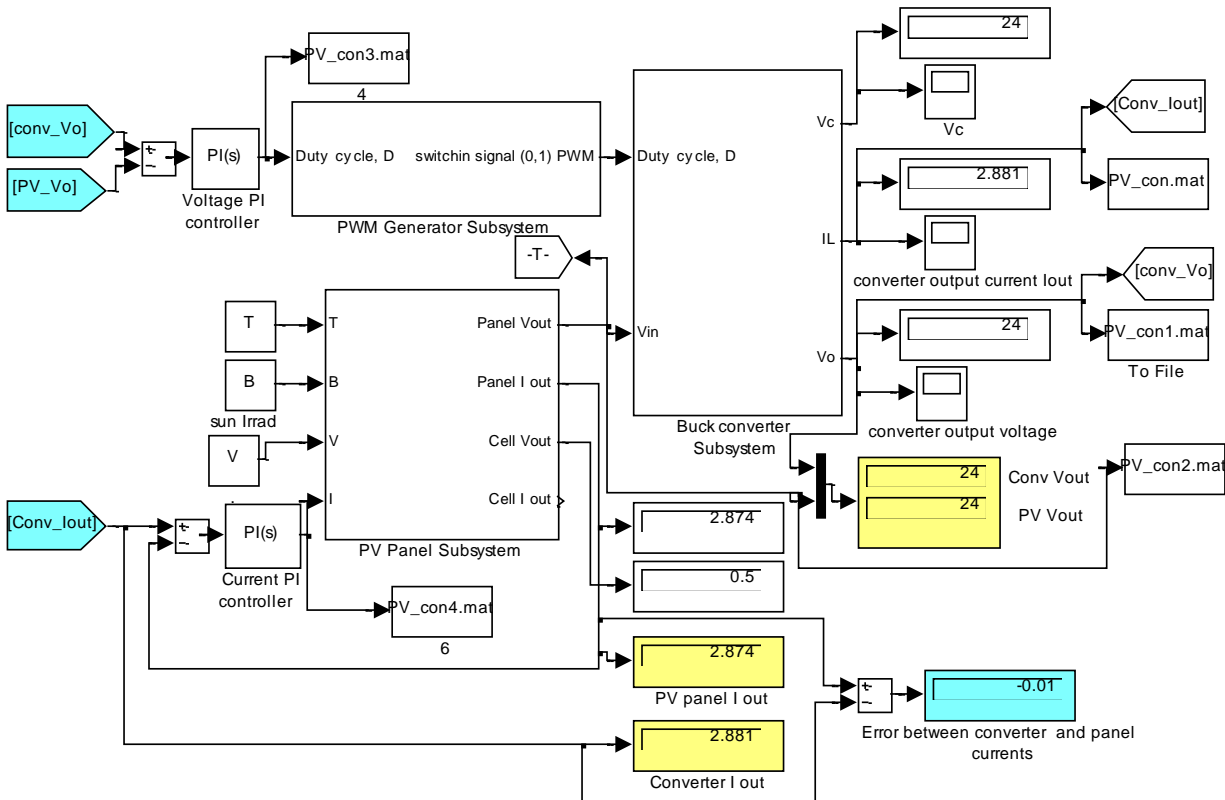 24
PV_con3.mat
4
[Conv_Iout]
Vc
Vc
[conv_Vo]
+
−
PI(s)
Duty cycle, D
switchin signal (0,1) PWM
Duty cycle, D
[PV_Vo]
Voltage PI
controller
2.881
PV_con.mat
PWM Generator Subsystem
IL
-T-
converter output current Iout
[conv_Vo]
T
T
Panel Vout
Vin
24
PV_con1.mat
Vo
To File
B
B
Panel I out
sun Irrad
Buck converter
Subsystem
converter output voltage
V
V
Cell Vout
24
Conv Vout
PV_con2.mat
24
PV Vout
I
Cell I out
[Conv_Iout]
+
−
PI(s)
2.874
PV Panel Subsystem
Current PI
controller
0.5
PV_con4.mat
6
2.874
PV panel I out
+
−
-0.01
Error between converter and panel
currents
2.881
Converter I out